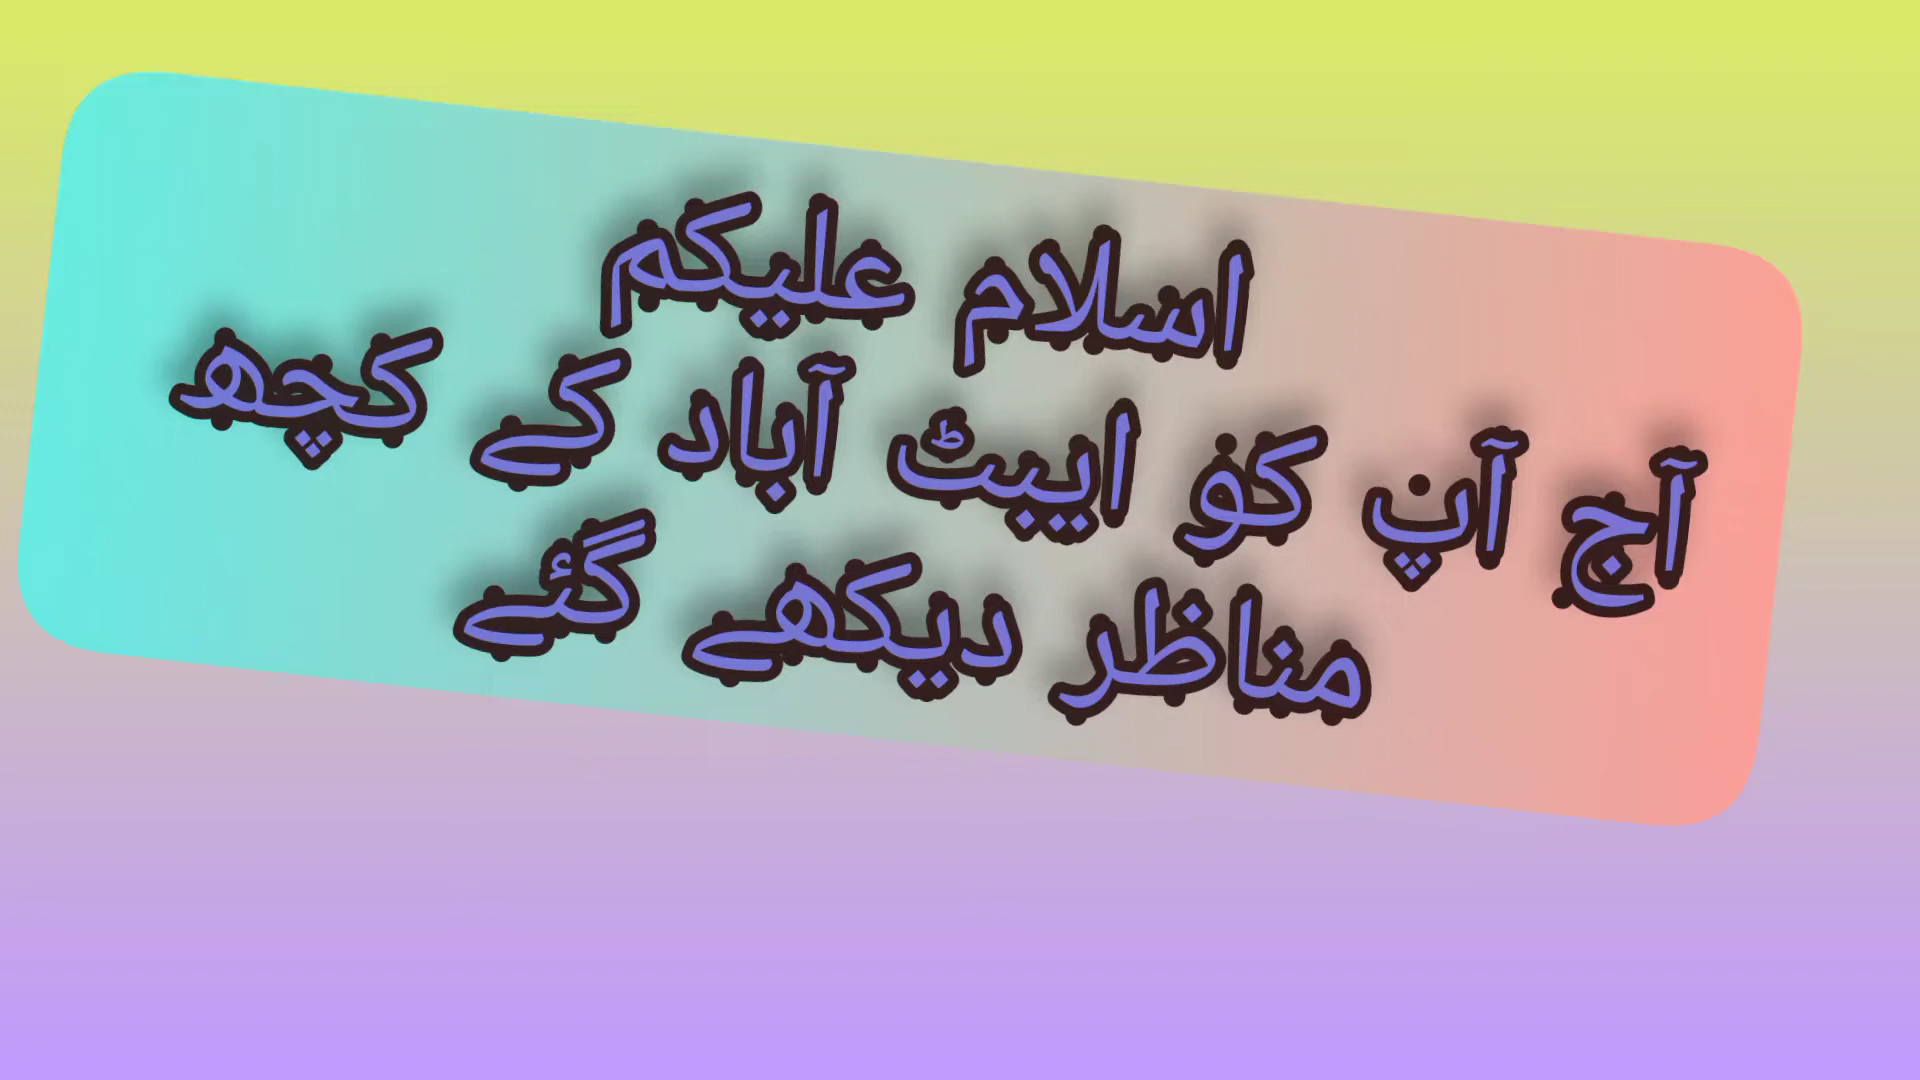 اسلام علیکم
آج آپ کو ایبٹ آباد کے کچھ
مناظر دیکھے گئے